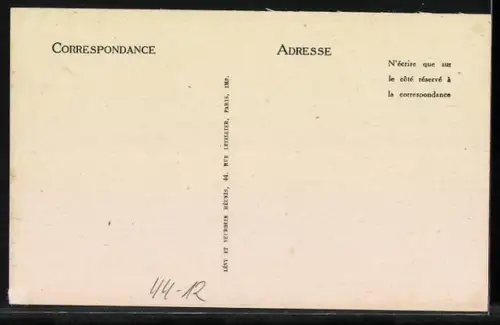 CORRESPONDANCE
ADRESSE
N'écrire que sur
le côté réservé à
la correspondance
LÉVY ET NEURDEIN RÉUNIS, 44, RUE LETELLIER, PARIS, IMP.
44-12